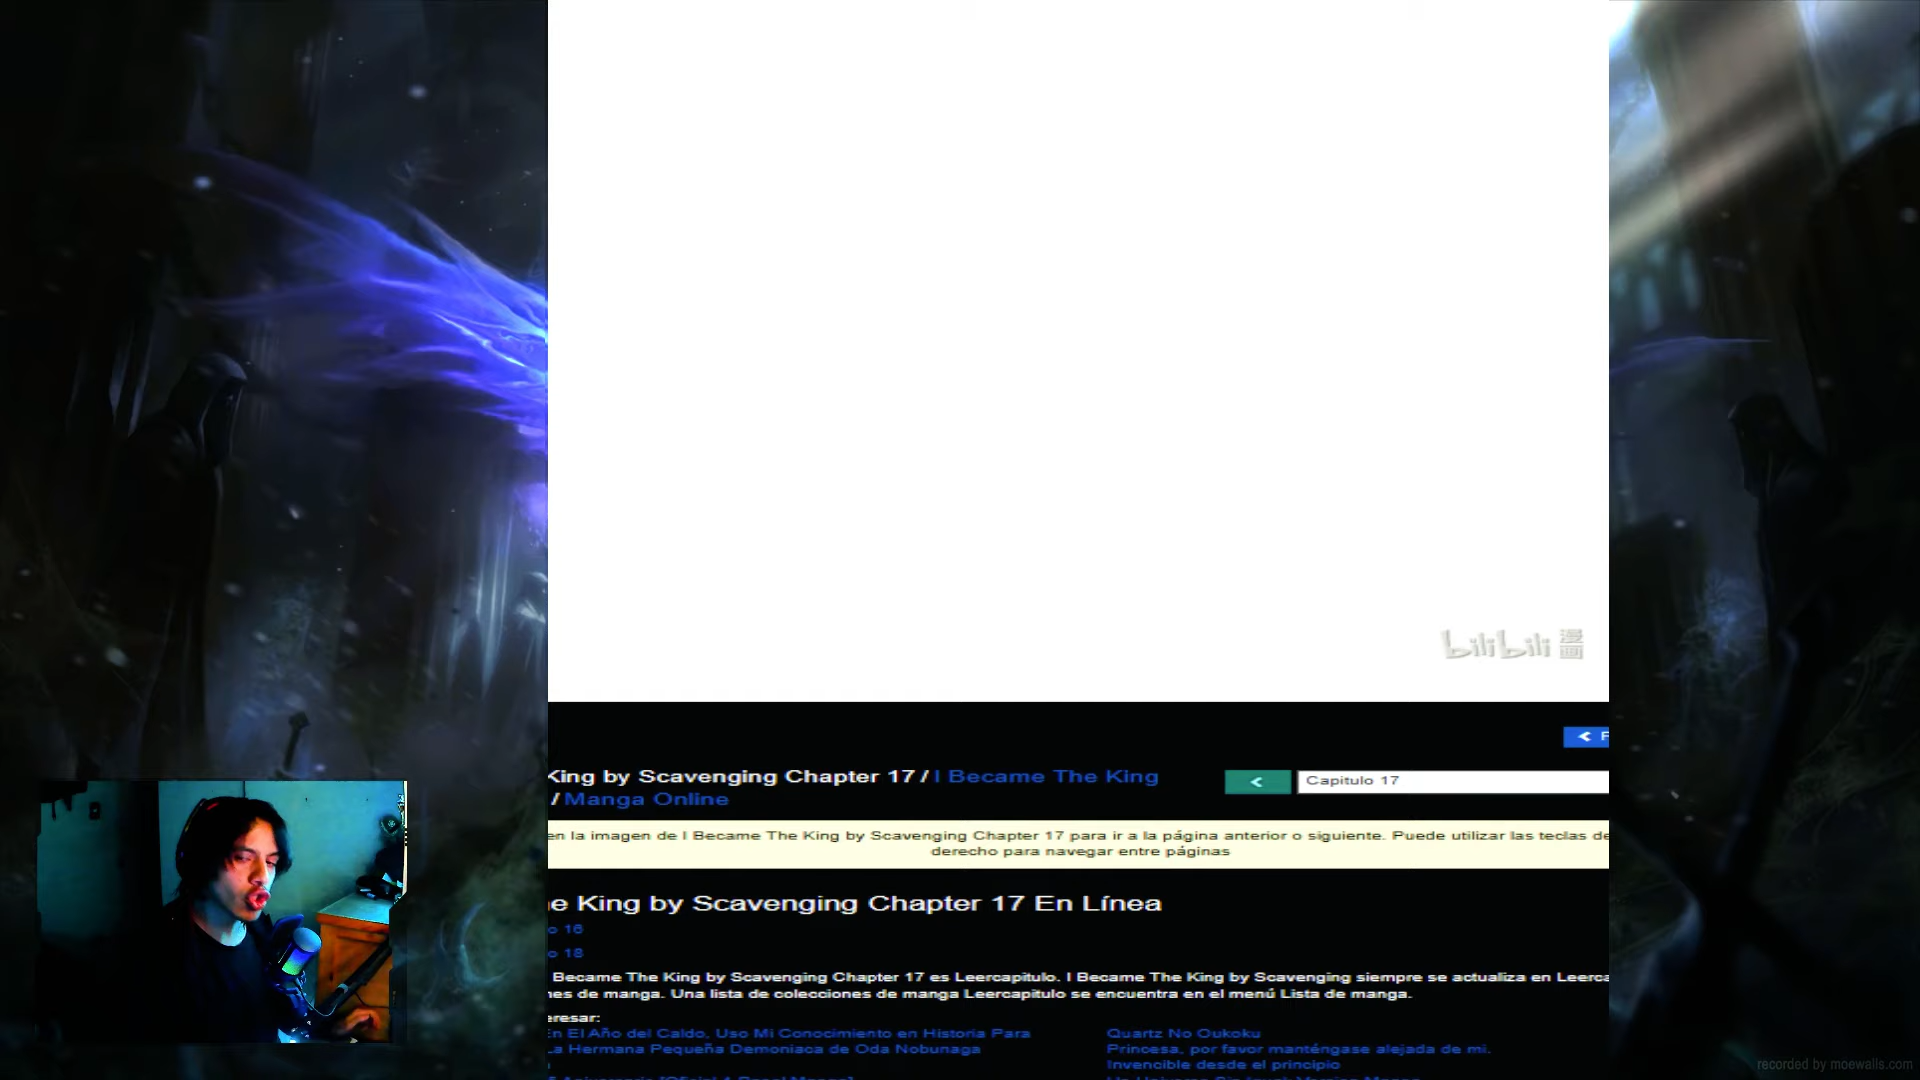 bilibili 漫画
King by Scavenging Chapter 17 / I Became The King
/ Manga Online
Capitulo 17
en la imagen de I Became The King by Scavenging Chapter 17 para ir a la página anterior o siguiente. Puede utilizar las teclas de
derecho para navegar entre páginas
e King by Scavenging Chapter 17 En Línea
o 16
o 18
Became The King by Scavenging Chapter 17 es Leercapitulo. I Became The King by Scavenging siempre se actualiza en Leerca
nes de manga. Una lista de colecciones de manga Leercapitulo se encuentra en el menú Lista de manga.
eresar:
En El Año del Caldo, Uso Mi Conocimiento en Historia Para
La Hermana Pequeña Demoniaca de Oda Nobunaga
Quartz No Oukoku
Princesa, por favor manténgase alejada de mi.
Invencible desde el principio
recorded by moewalls.com